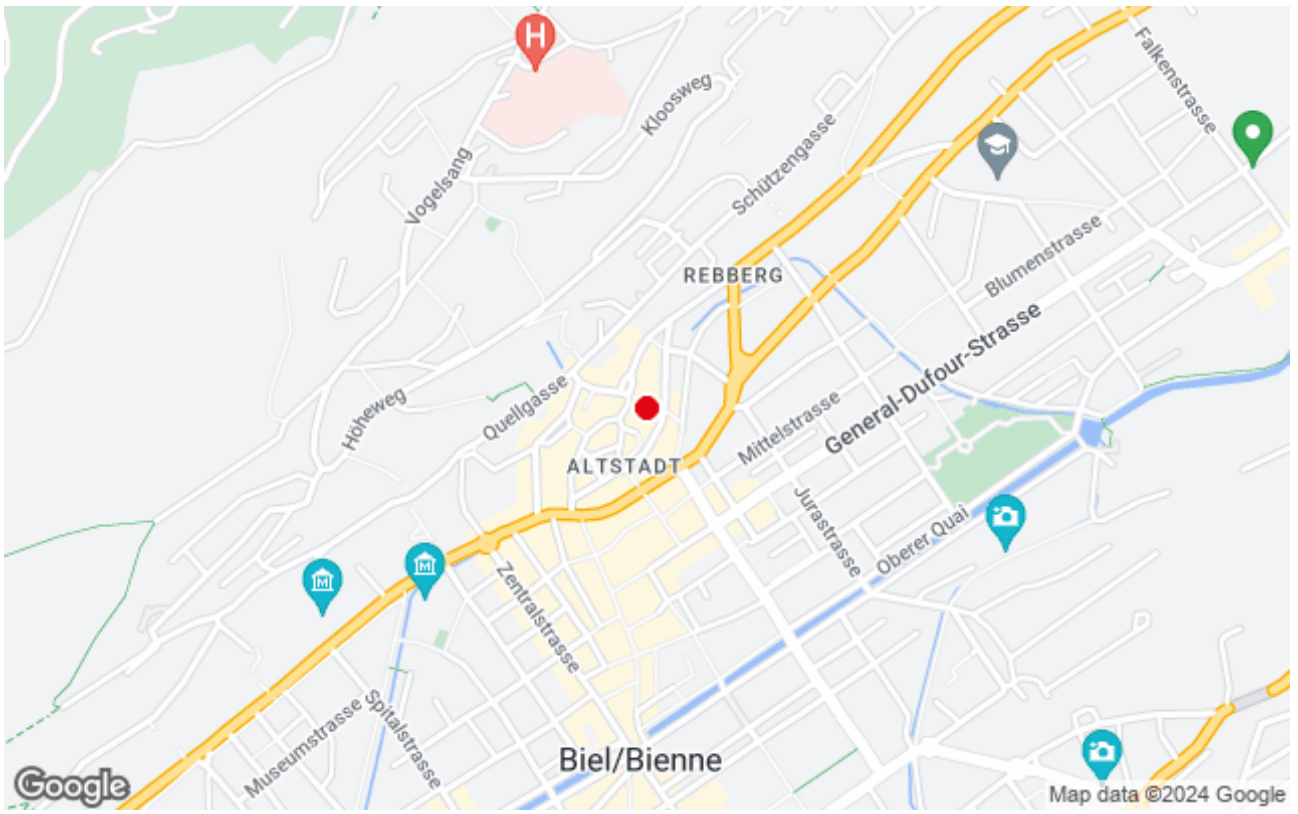 H
Falkenstrasse
Kloosweg
Schützengasse
Vogelsang
Blumenstrasse
REBBERG
General-Dufour-Strasse
Höheweg
Quellgasse
Mittelstrasse
ALTSTADT
Jurastrasse
Oberer Quai
M
M
Zentralstrasse
Museumstrasse
Spitalstrasse
Biel/Bienne
Google
Map data ©2024 Google